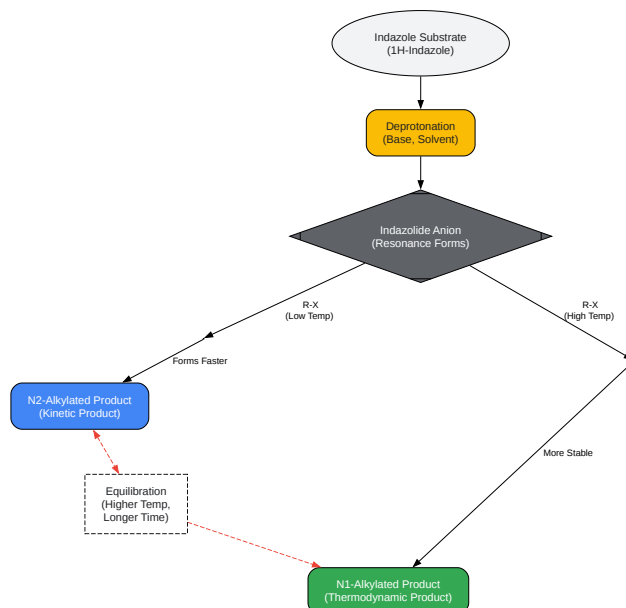 Indazole Substrate
(1H-Indazole)
Deprotonation
(Base, Solvent)
Indazolide Anion
(Resonance Forms)
R-X
(Low Temp)
R-X
(High Temp)
Forms Faster
N2-Alkylated Product
(Kinetic Product)
More Stable
Equilibration
(Higher Temp,
Longer Time)
N1-Alkylated Product
(Thermodynamic Product)